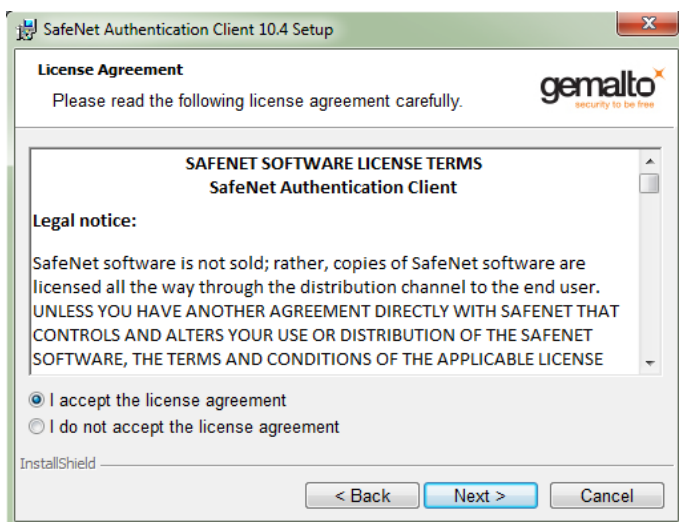 SafeNet Authentication Client 10.4 Setup
License Agreement
Please read the following license agreement carefully.
gemalto
security to be free
SAFENET SOFTWARE LICENSE TERMS
SafeNet Authentication Client
Legal notice:
SafeNet software is not sold; rather, copies of SafeNet software are
licensed all the way through the distribution channel to the end user.
UNLESS YOU HAVE ANOTHER AGREEMENT DIRECTLY WITH SAFENET THAT
CONTROLS AND ALTERS YOUR USE OR DISTRIBUTION OF THE SAFENET
SOFTWARE, THE TERMS AND CONDITIONS OF THE APPLICABLE LICENSE
I accept the license agreement
I do not accept the license agreement
InstallShield
< Back
Next >
Cancel